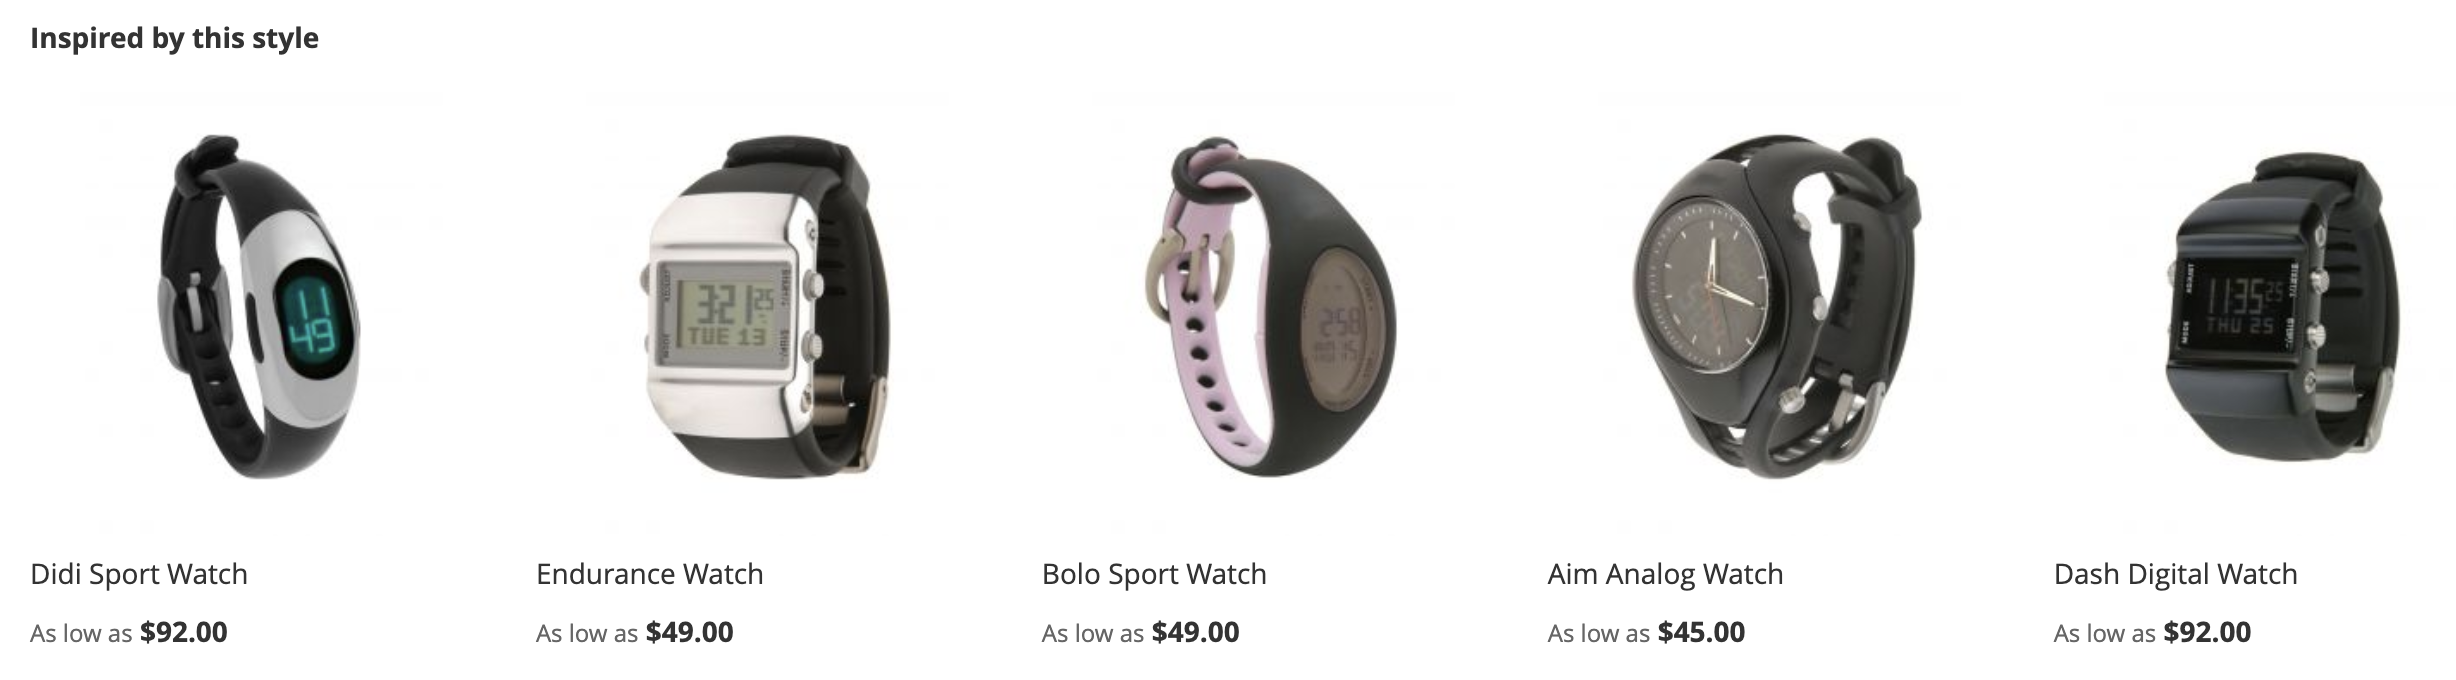 Inspired by this style
11
49
3:21 25
TUE 13
2:58
11:35 25
THU 25
Didi Sport Watch
Endurance Watch
Bolo Sport Watch
Aim Analog Watch
Dash Digital Watch
As low as $92.00
As low as $49.00
As low as $49.00
As low as $45.00
As low as $92.00